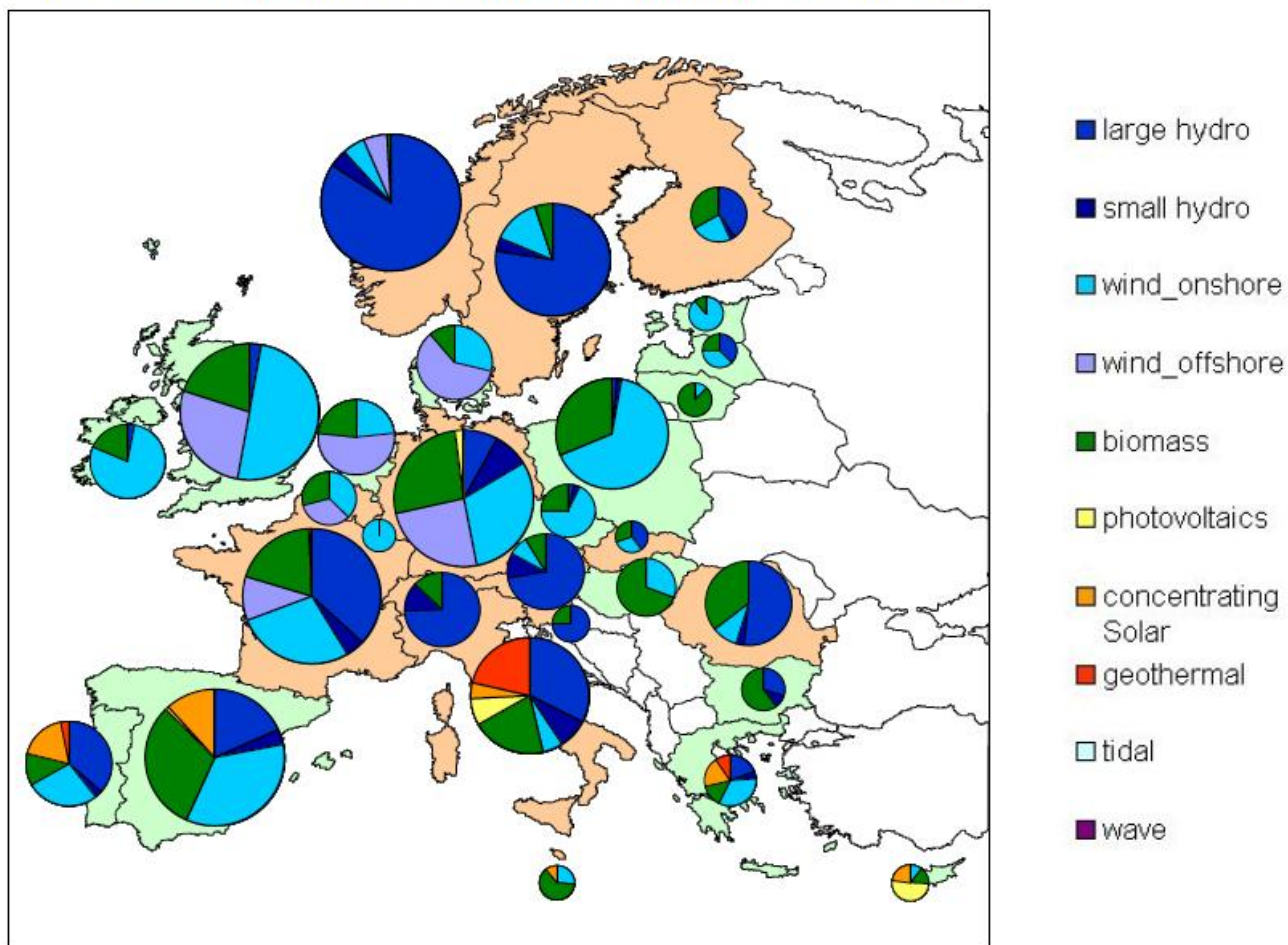 large hydro
small hydro
wind_onshore
wind_offshore
biomass
photovoltaics
concentrating
Solar
geothermal
tidal
wave